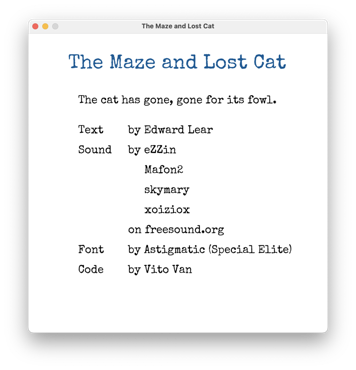 The Maze and Lost Cat
The Maze and Lost Cat
The cat has gone, gone for its fowl.
Text by Edward Lear
Sound by eZZin
Mafon2
skymary
xoiziox
on freesound.org
Font by Astigmatic (Special Elite)
Code by Vito Van